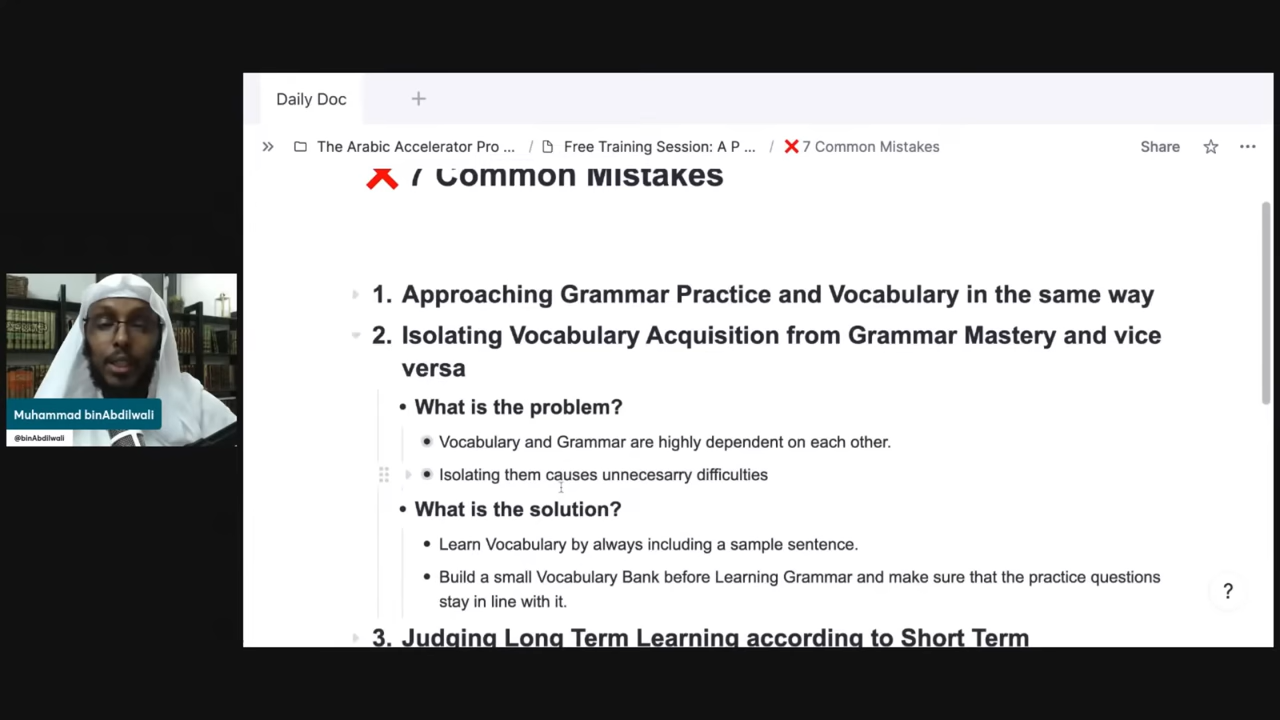 Daily Doc
The Arabic Accelerator Pro ... / Free Training Session: A P ... / ❌ 7 Common Mistakes
Share
7 Common Mistakes
1. Approaching Grammar Practice and Vocabulary in the same way
2. Isolating Vocabulary Acquisition from Grammar Mastery and vice
versa
• What is the problem?
• Vocabulary and Grammar are highly dependent on each other.
• Isolating them causes unnecesarry difficulties
• What is the solution?
• Learn Vocabulary by always including a sample sentence.
• Build a small Vocabulary Bank before Learning Grammar and make sure that the practice questions
stay in line with it.
3. Judging Long Term Learning according to Short Term
?
Muhammad binAbdilwali
@binAbdilwali